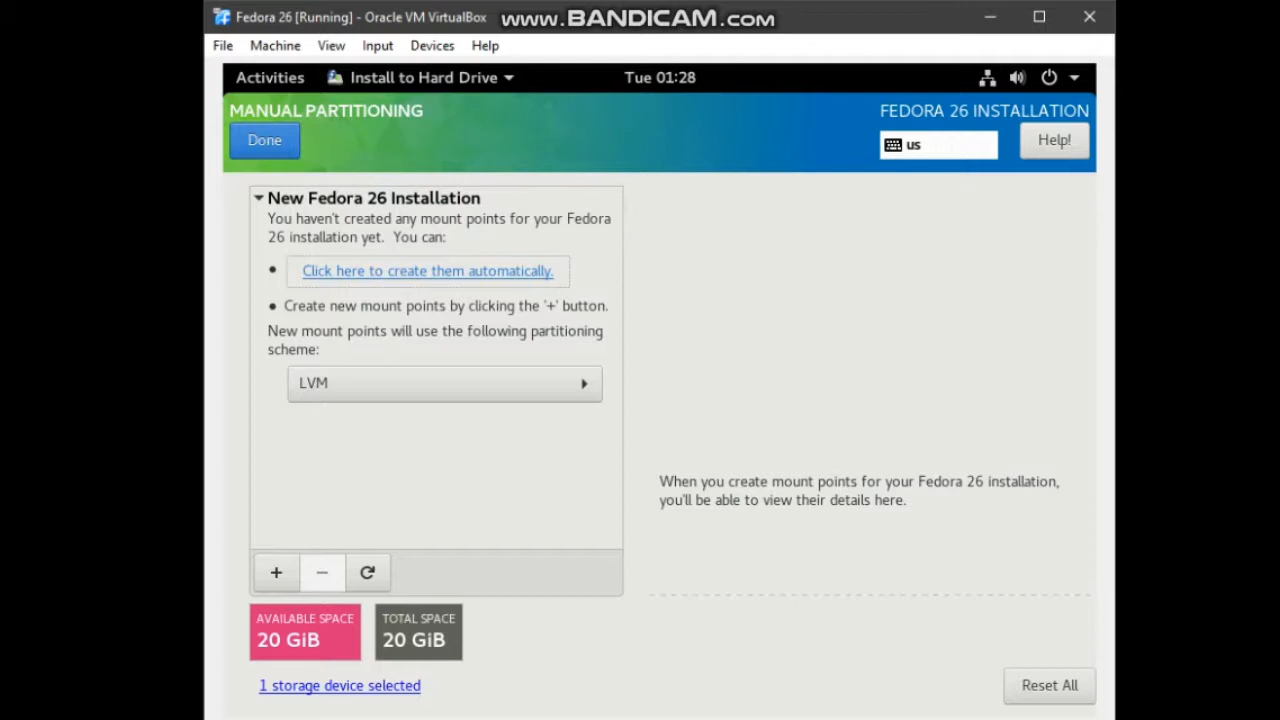 Fedora 26 [Running] - Oracle VM VirtualBox
www.BANDICAM.com
File Machine View Input Devices Help
Activities Install to Hard Drive Tue 01:28
MANUAL PARTITIONING
FEDORA 26 INSTALLATION
Done
us
Help!
New Fedora 26 Installation
You haven't created any mount points for your Fedora
26 installation yet. You can:
• Click here to create them automatically.
• Create new mount points by clicking the '+' button.
New mount points will use the following partitioning
scheme:
LVM
When you create mount points for your Fedora 26 installation,
you'll be able to view their details here.
+ −
AVAILABLE SPACE
20 GiB
TOTAL SPACE
20 GiB
1 storage device selected
Reset All